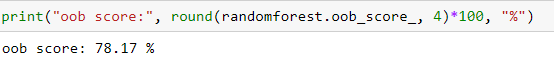 print("oob score:", round(randomforest.oob_score_, 4)*100, "%")
oob score: 78.17 %